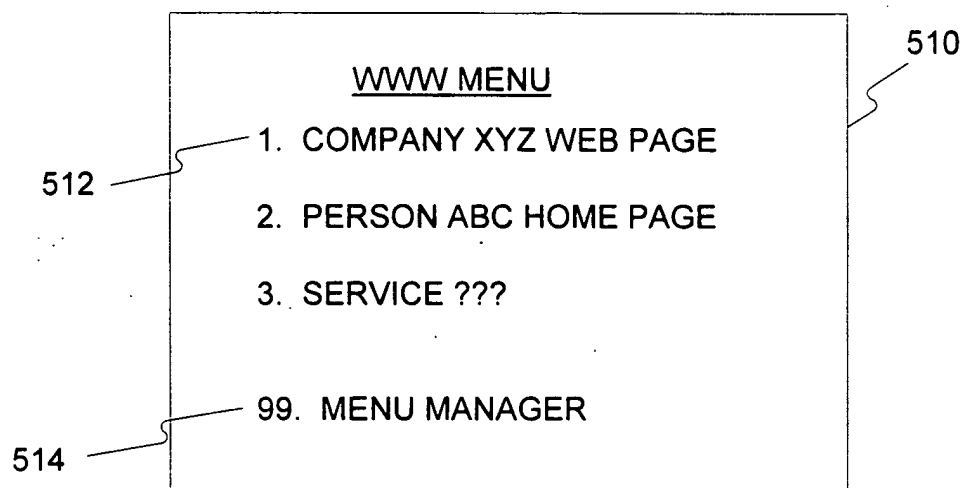 510
WWW MENU
1. COMPANY XYZ WEB PAGE
512
2. PERSON ABC HOME PAGE
3. SERVICE ???
99. MENU MANAGER
514